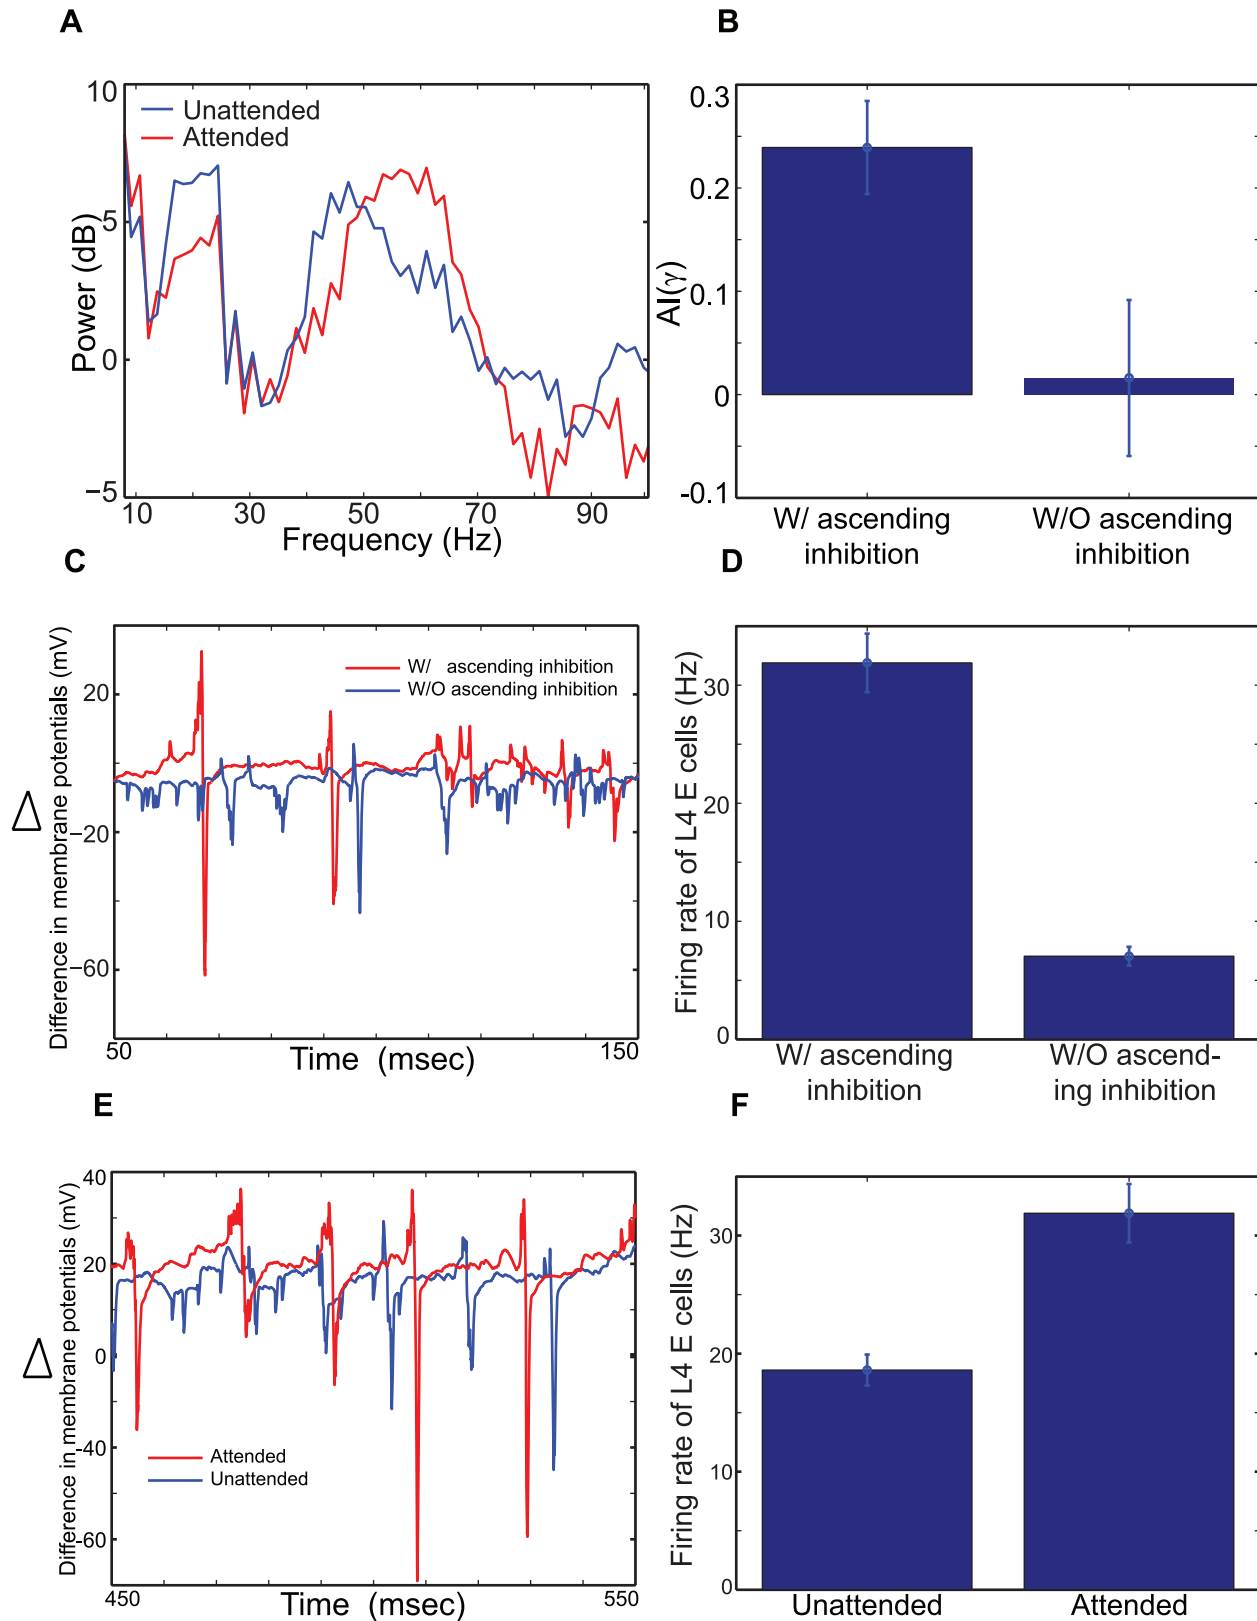 A
10
5
0
−5
Power (dB)
Unattended
Attended
10
30
50
70
90
Frequency (Hz)
B
0.3
0.2
0.1
0
-0.1
AI(γ)
W/ ascending
inhibition
W/O ascending
inhibition
C
20
−20
−60
Difference in membrane potentials (mV)
W/ ascending inhibition
W/O ascending inhibition
50
150
Time (msec)
D
30
20
10
0
Firing rate of L4 E cells (Hz)
W/ ascending
inhibition
W/O ascend-
ing inhibition
E
40
20
0
-40
-60
Difference in membrane potentials (mV)
Attended
Unattended
450
550
Time (msec)
F
30
20
10
0
Firing rate of L4 E cells (Hz)
Unattended
Attended